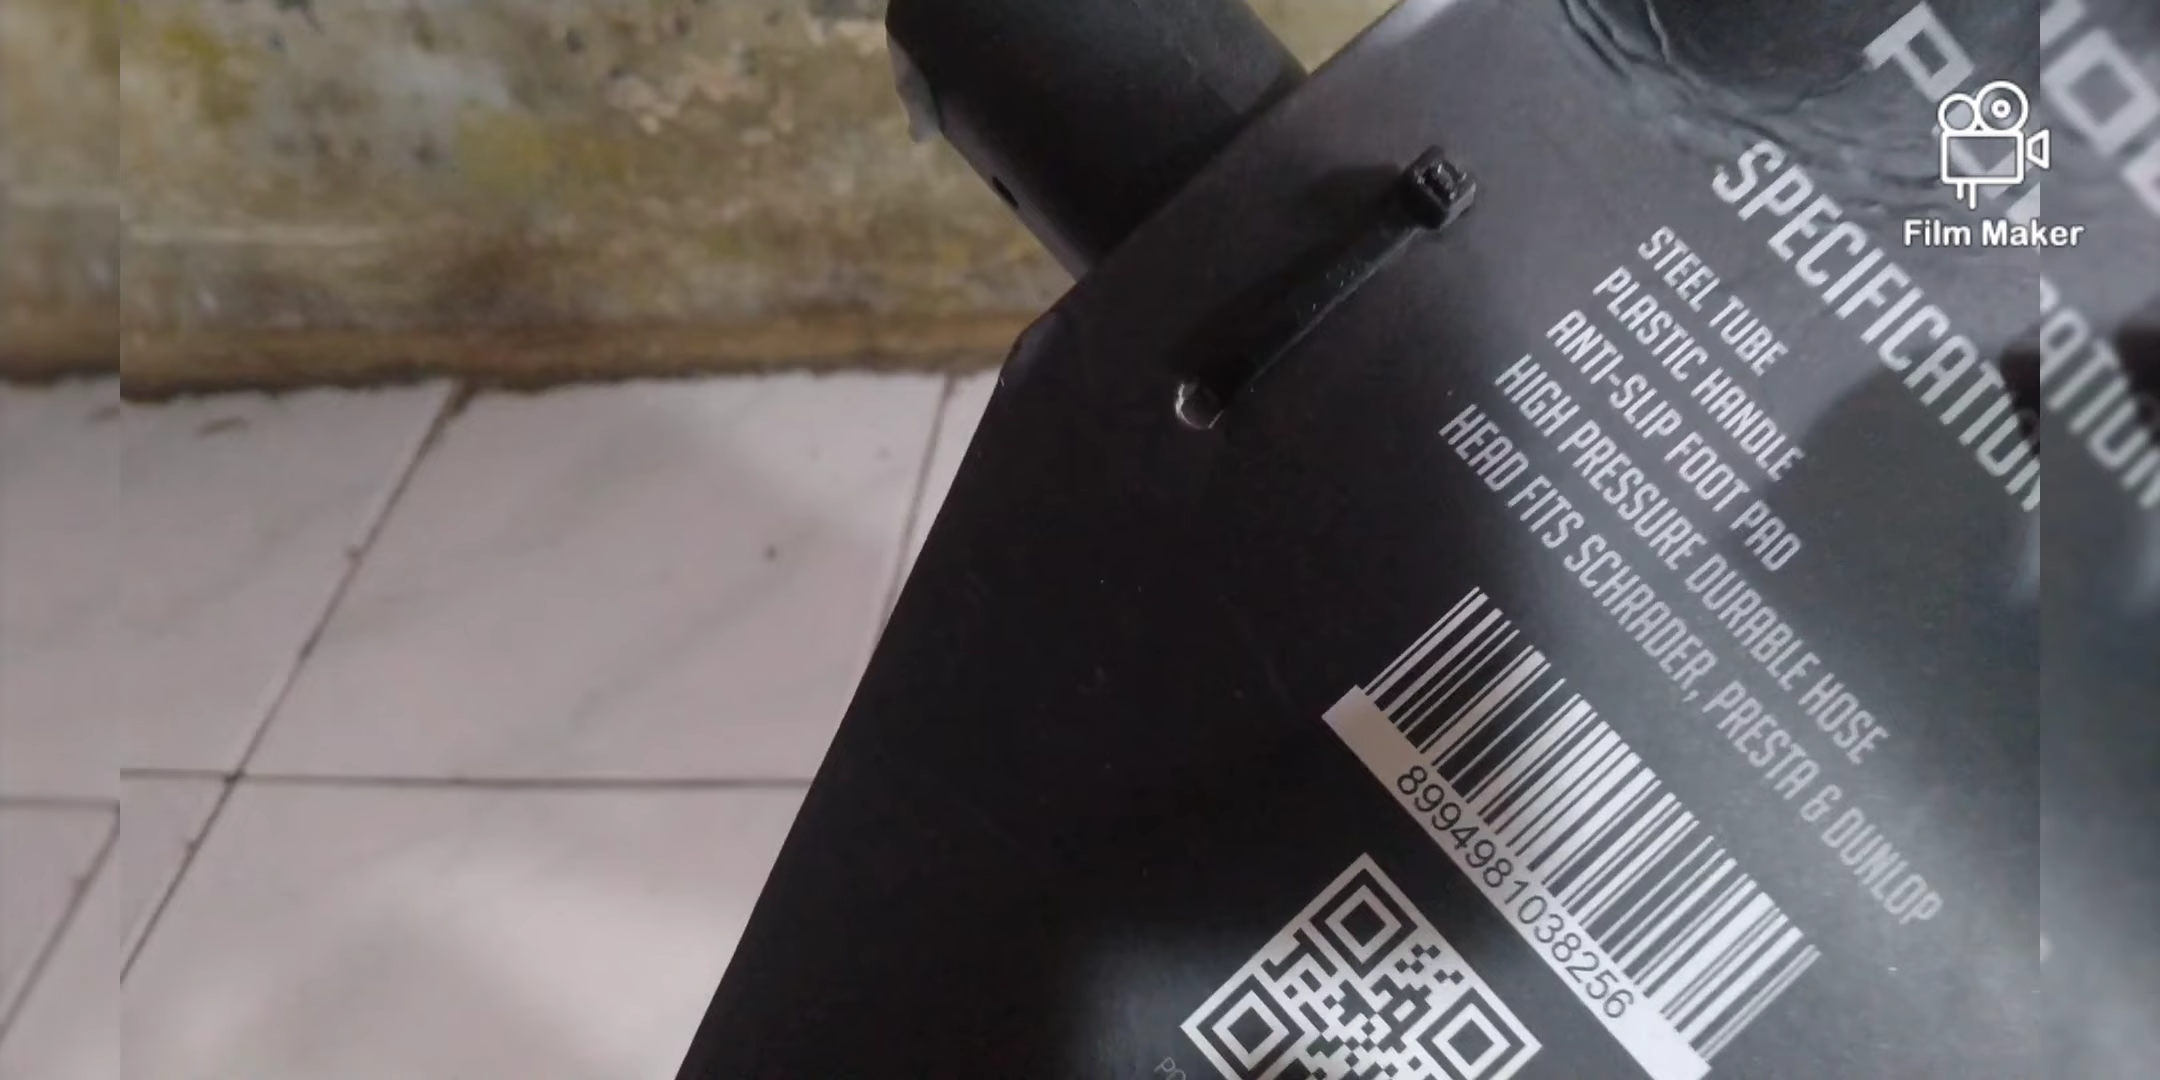 SPECIFICATION
STEEL TUBE
PLASTIC HANDLE
ANTI-SLIP FOOT PAD
HIGH PRESSURE DURABLE HOSE
HEAD FITS SCHRADER, PRESTA & DUNLOP
8994981038256
Film Maker